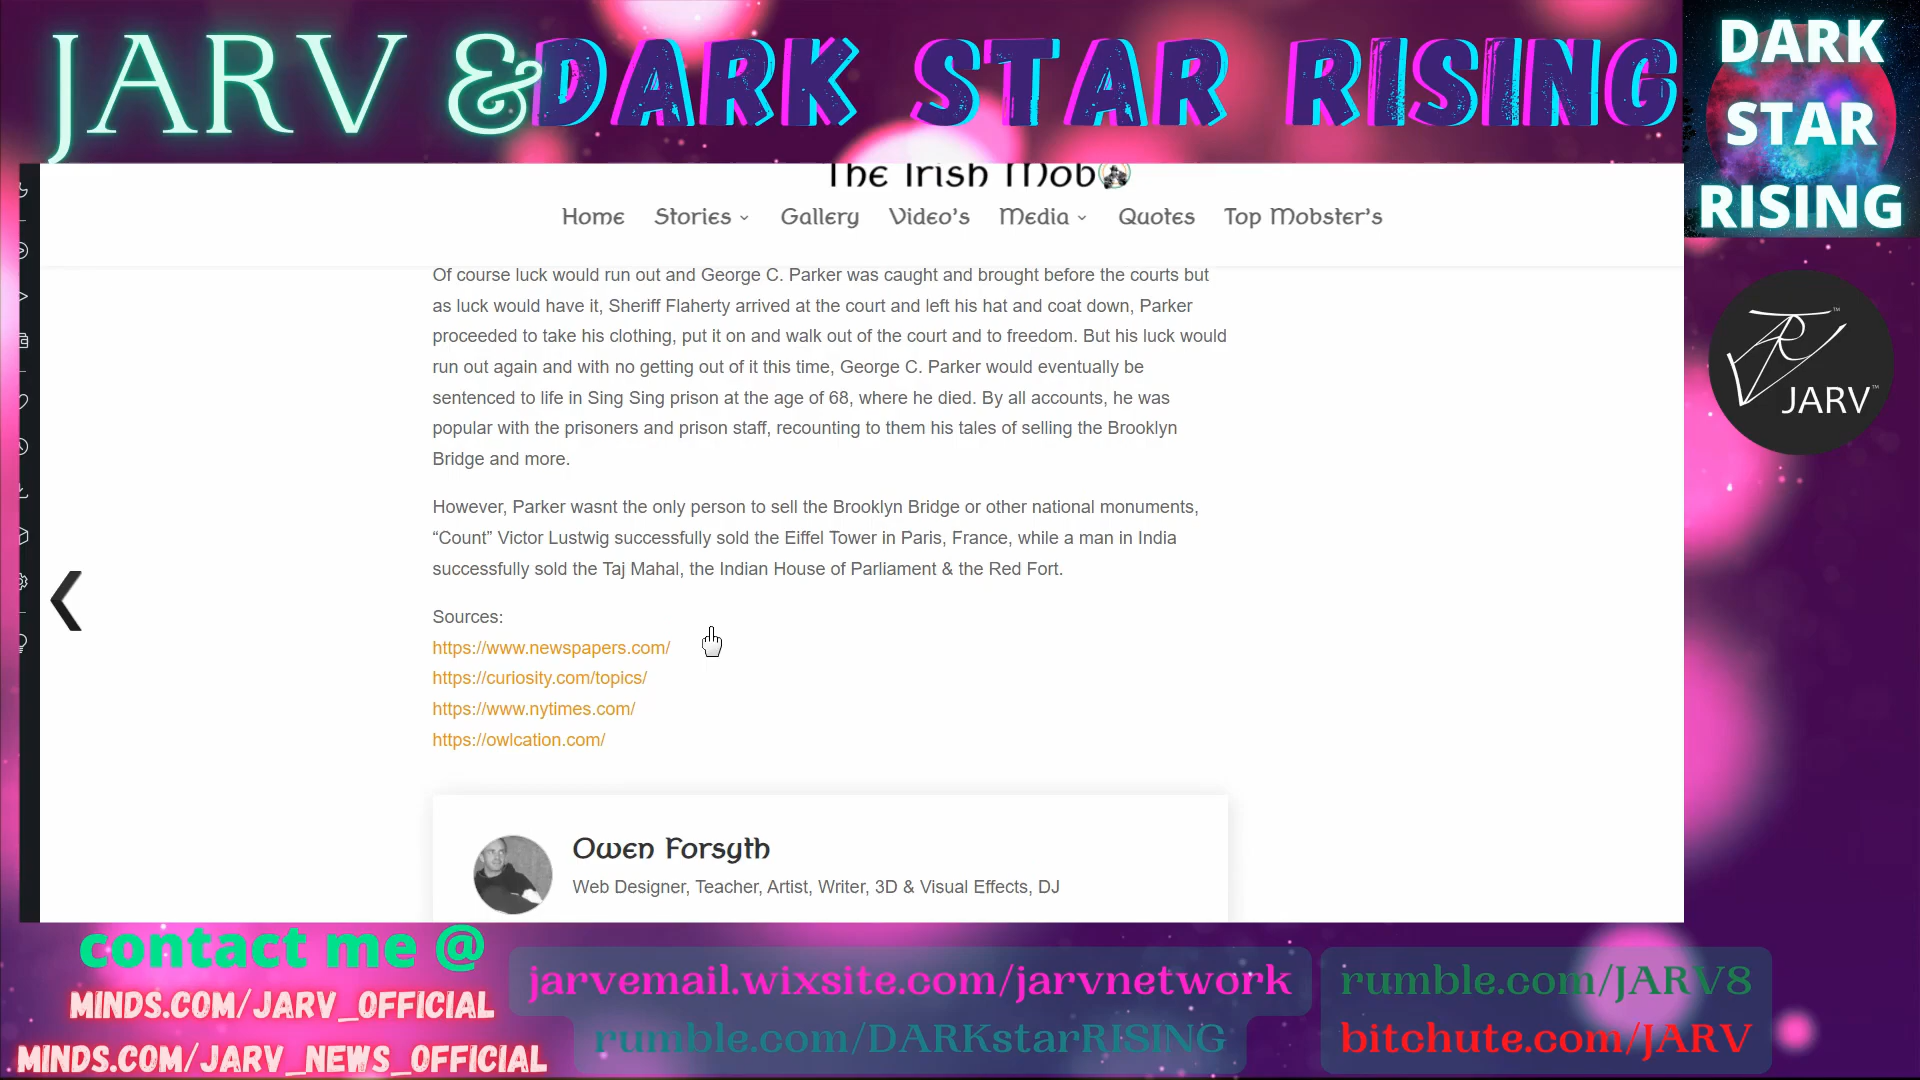 JARV & DARK STAR RISING
DARK
STAR
RISING
The Irish Mob
Home Stories Gallery Video's Media Quotes Top Mobster's
Of course luck would run out and George C. Parker was caught and brought before the courts but
as luck would have it, Sheriff Flaherty arrived at the court and left his hat and coat down, Parker
proceeded to take his clothing, put it on and walk out of the court and to freedom. But his luck would
run out again and with no getting out of it this time, George C. Parker would eventually be
sentenced to life in Sing Sing prison at the age of 68, where he died. By all accounts, he was
popular with the prisoners and prison staff, recounting to them his tales of selling the Brooklyn
Bridge and more.
However, Parker wasnt the only person to sell the Brooklyn Bridge or other national monuments,
“Count” Victor Lustwig successfully sold the Eiffel Tower in Paris, France, while a man in India
successfully sold the Taj Mahal, the Indian House of Parliament & the Red Fort.
Sources:
https://www.newspapers.com/
https://curiosity.com/topics/
https://www.nytimes.com/
https://owlcation.com/
Owen Forsyth
Web Designer, Teacher, Artist, Writer, 3D & Visual Effects, DJ
™
JARV™
contact me @
MINDS.COM/JARV_OFFICIAL
MINDS.COM/JARV_NEWS_OFFICIAL
jarvemail.wixsite.com/jarvnetwork
rumble.com/DARKstarRISING
rumble.com/JARV8
bitchute.com/JARV